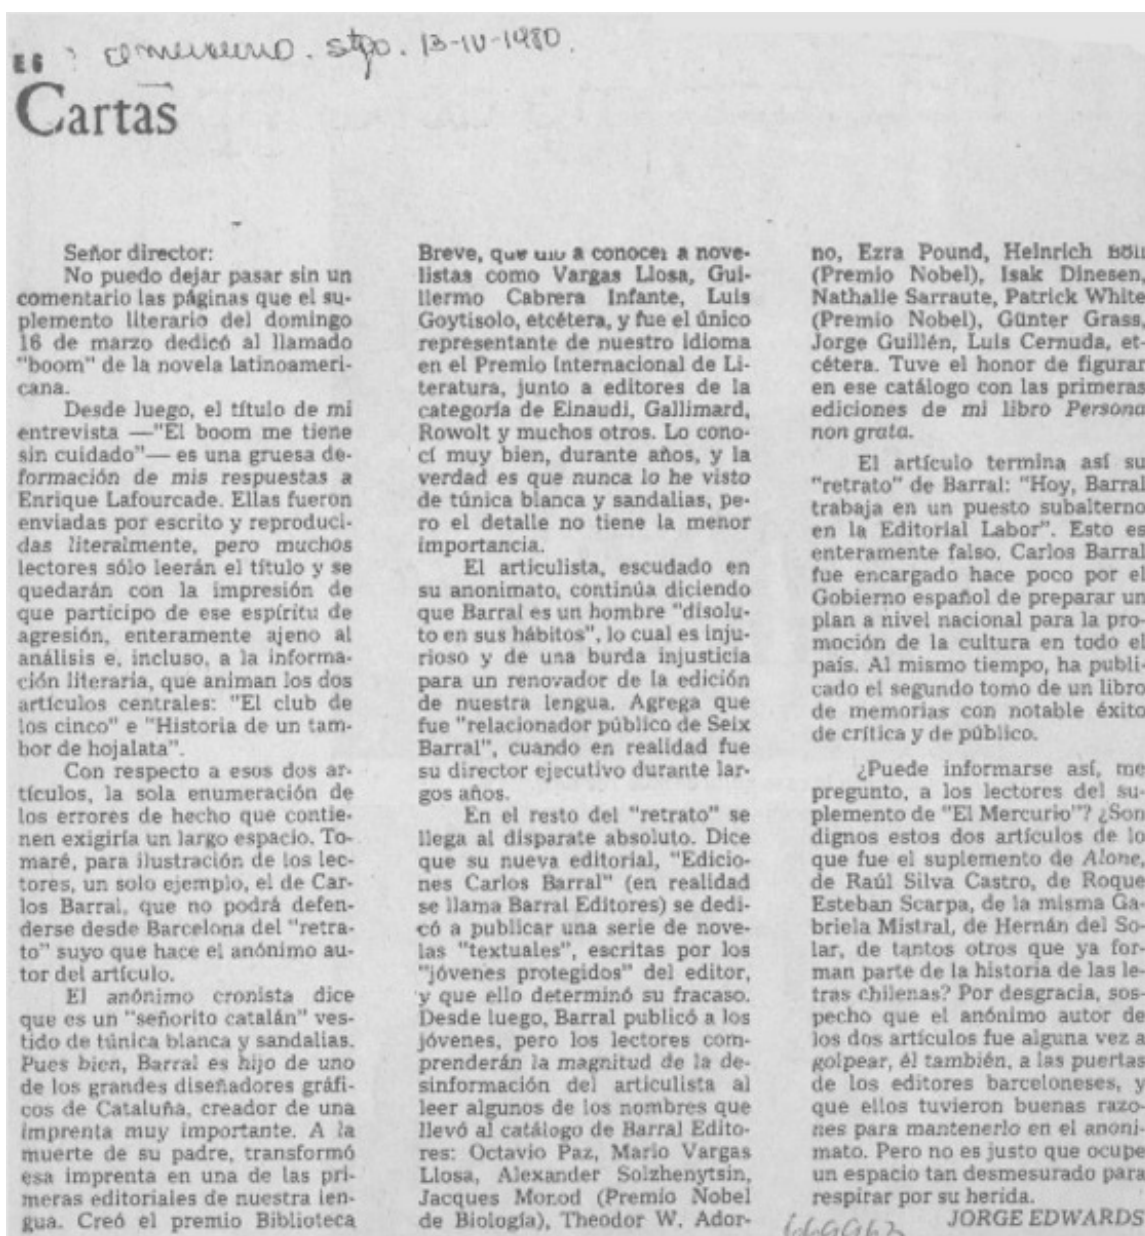 E6
El mercurio. stgo. 13-IV-1980.
Cartas
Señor director:
No puedo dejar pasar sin un
comentario las páginas que el su-
plemento literario del domingo
16 de marzo dedicó al llamado
"boom" de la novela latinoameri-
cana.
Desde luego, el título de mi
entrevista —"El boom me tiene
sin cuidado"— es una gruesa de-
formación de mis respuestas a
Enrique Lafourcade. Ellas fueron
enviadas por escrito y reproduci-
das literalmente, pero muchos
lectores sólo leerán el título y se
quedarán con la impresión de
que participo de ese espíritu de
agresión, enteramente ajeno al
análisis e, incluso, a la informa-
ción literaria, que animan los dos
artículos centrales: "El club de
los cinco" e "Historia de un tam-
bor de hojalata".
Con respecto a esos dos ar-
tículos, la sola enumeración de
los errores de hecho que contie-
nen exigiría un largo espacio. To-
maré, para ilustración de los lec-
tores, un solo ejemplo, el de Car-
los Barral, que no podrá defen-
derse desde Barcelona del "retra-
to" suyo que hace el anónimo au-
tor del artículo.
El anónimo cronista dice
que es un "señorito catalán" ves-
tido de túnica blanca y sandalias.
Pues bien, Barral es hijo de uno
de los grandes diseñadores gráfi-
cos de Cataluña, creador de una
imprenta muy importante. A la
muerte de su padre, transformó
esa imprenta en una de las pri-
meras editoriales de nuestra len-
gua. Creó el premio Biblioteca
Breve, que dio a conocer a nove-
listas como Vargas Llosa, Gui-
llermo Cabrera Infante, Luis
Goytisolo, etcétera, y fue el único
representante de nuestro idioma
en el Premio Internacional de Li-
teratura, junto a editores de la
categoría de Einaudi, Gallimard,
Rowolt y muchos otros. Lo cono-
cí muy bien, durante años, y la
verdad es que nunca lo he visto
de túnica blanca y sandalias, pe-
ro el detalle no tiene la menor
importancia.
El articulista, escudado en
su anonimato, continúa diciendo
que Barral es un hombre "disolu-
to en sus hábitos", lo cual es inju-
rioso y de una burda injusticia
para un renovador de la edición
de nuestra lengua. Agrega que
fue "relacionador público de Seix
Barral", cuando en realidad fue
su director ejecutivo durante lar-
gos años.
En el resto del "retrato" se
llega al disparate absoluto. Dice
que su nueva editorial, "Edicio-
nes Carlos Barral" (en realidad
se llama Barral Editores) se dedi-
có a publicar una serie de nove-
las "textuales", escritas por los
"jóvenes protegidos" del editor,
y que ello determinó su fracaso.
Desde luego, Barral publicó a los
jóvenes, pero los lectores com-
prenderán la magnitud de la de-
sinformación del articulista al
leer algunos de los nombres que
llevó al catálogo de Barral Edito-
res: Octavio Paz, Mario Vargas
Llosa, Alexander Solzhenytsin,
Jacques Monod (Premio Nobel
de Biología), Theodor W. Ador-
no, Ezra Pound, Heinrich Böll
(Premio Nobel), Isak Dinesen,
Nathalie Sarraute, Patrick White
(Premio Nobel), Günter Grass,
Jorge Guillén, Luis Cernuda, et-
cétera. Tuve el honor de figurar
en ese catálogo con las primeras
ediciones de mi libro Persona
non grata.
El artículo termina así su
"retrato" de Barral: "Hoy, Barral
trabaja en un puesto subalterno
en la Editorial Labor". Esto es
enteramente falso. Carlos Barral
fue encargado hace poco por el
Gobierno español de preparar un
plan a nivel nacional para la pro-
moción de la cultura en todo el
país. Al mismo tiempo, ha publi-
cado el segundo tomo de un libro
de memorias con notable éxito
de crítica y de público.
¿Puede informarse así, me
pregunto, a los lectores del su-
plemento de "El Mercurio"? ¿Son
dignos estos dos artículos de lo
que fue el suplemento de Alone,
de Raúl Silva Castro, de Roque
Esteban Scarpa, de la misma Ga-
briela Mistral, de Hernán del So-
lar, de tantos otros que ya for-
man parte de la historia de las le-
tras chilenas? Por desgracia, sos-
pecho que el anónimo autor de
los dos artículos fue alguna vez a
golpear, él también, a las puertas
de los editores barceloneses, y
que ellos tuvieron buenas razo-
nes para mantenerlo en el anoni-
mato. Pero no es justo que ocupe
un espacio tan desmesurado para
respirar por su herida.
JORGE EDWARDS